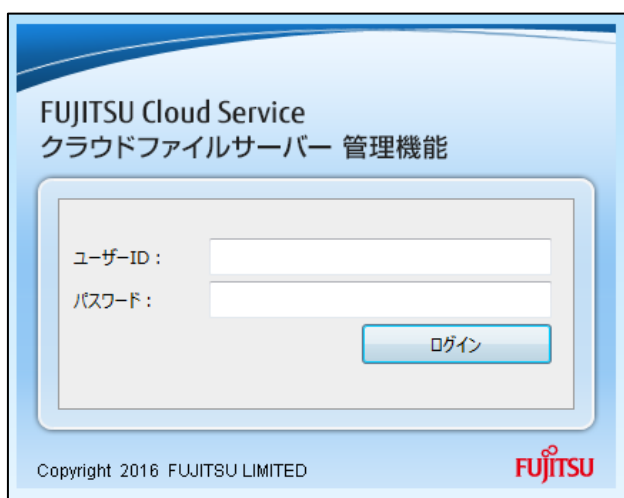 FUJITSU Cloud Service
クラウドファイルサーバー 管理機能
ユーザーID：
パスワード：
ログイン
Copyright 2016 FUJITSU LIMITED
FUJITSU